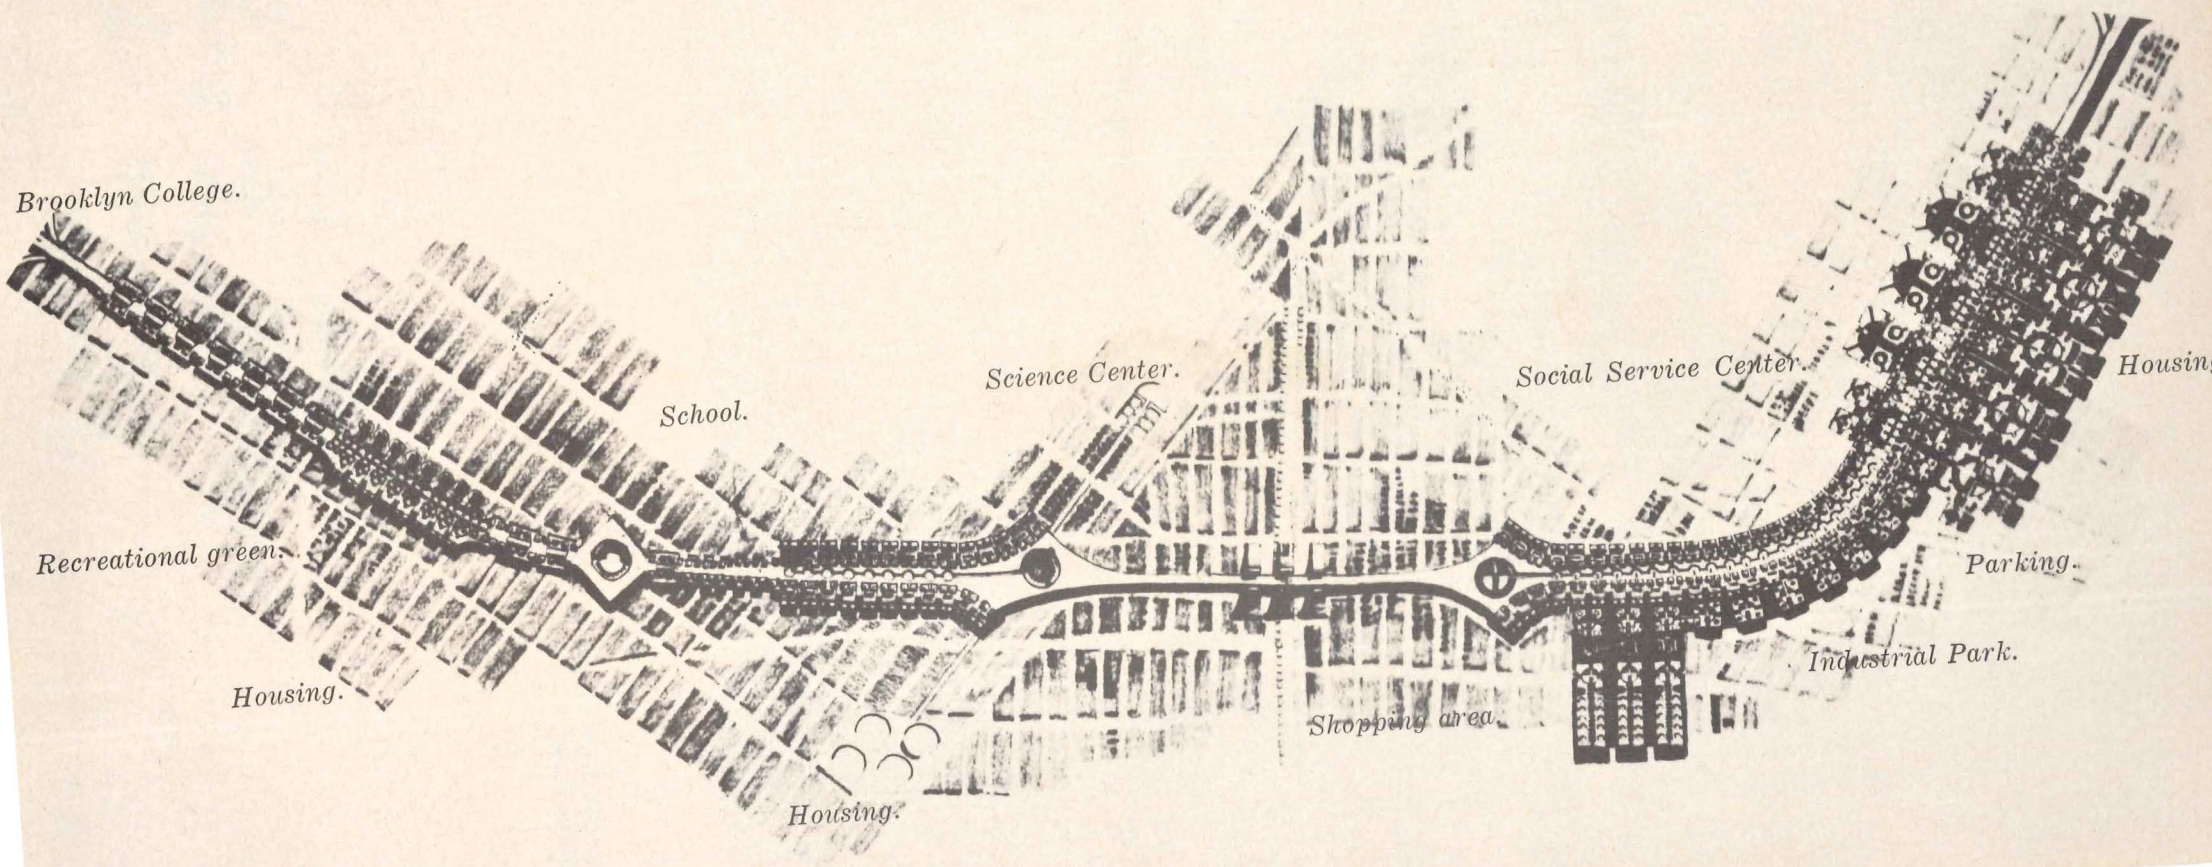 Brooklyn College.
School.
Science Center.
Social Service Center.
Housing
Recreational green.
Parking.
Housing.
Industrial Park.
Shopping area.
Housing.